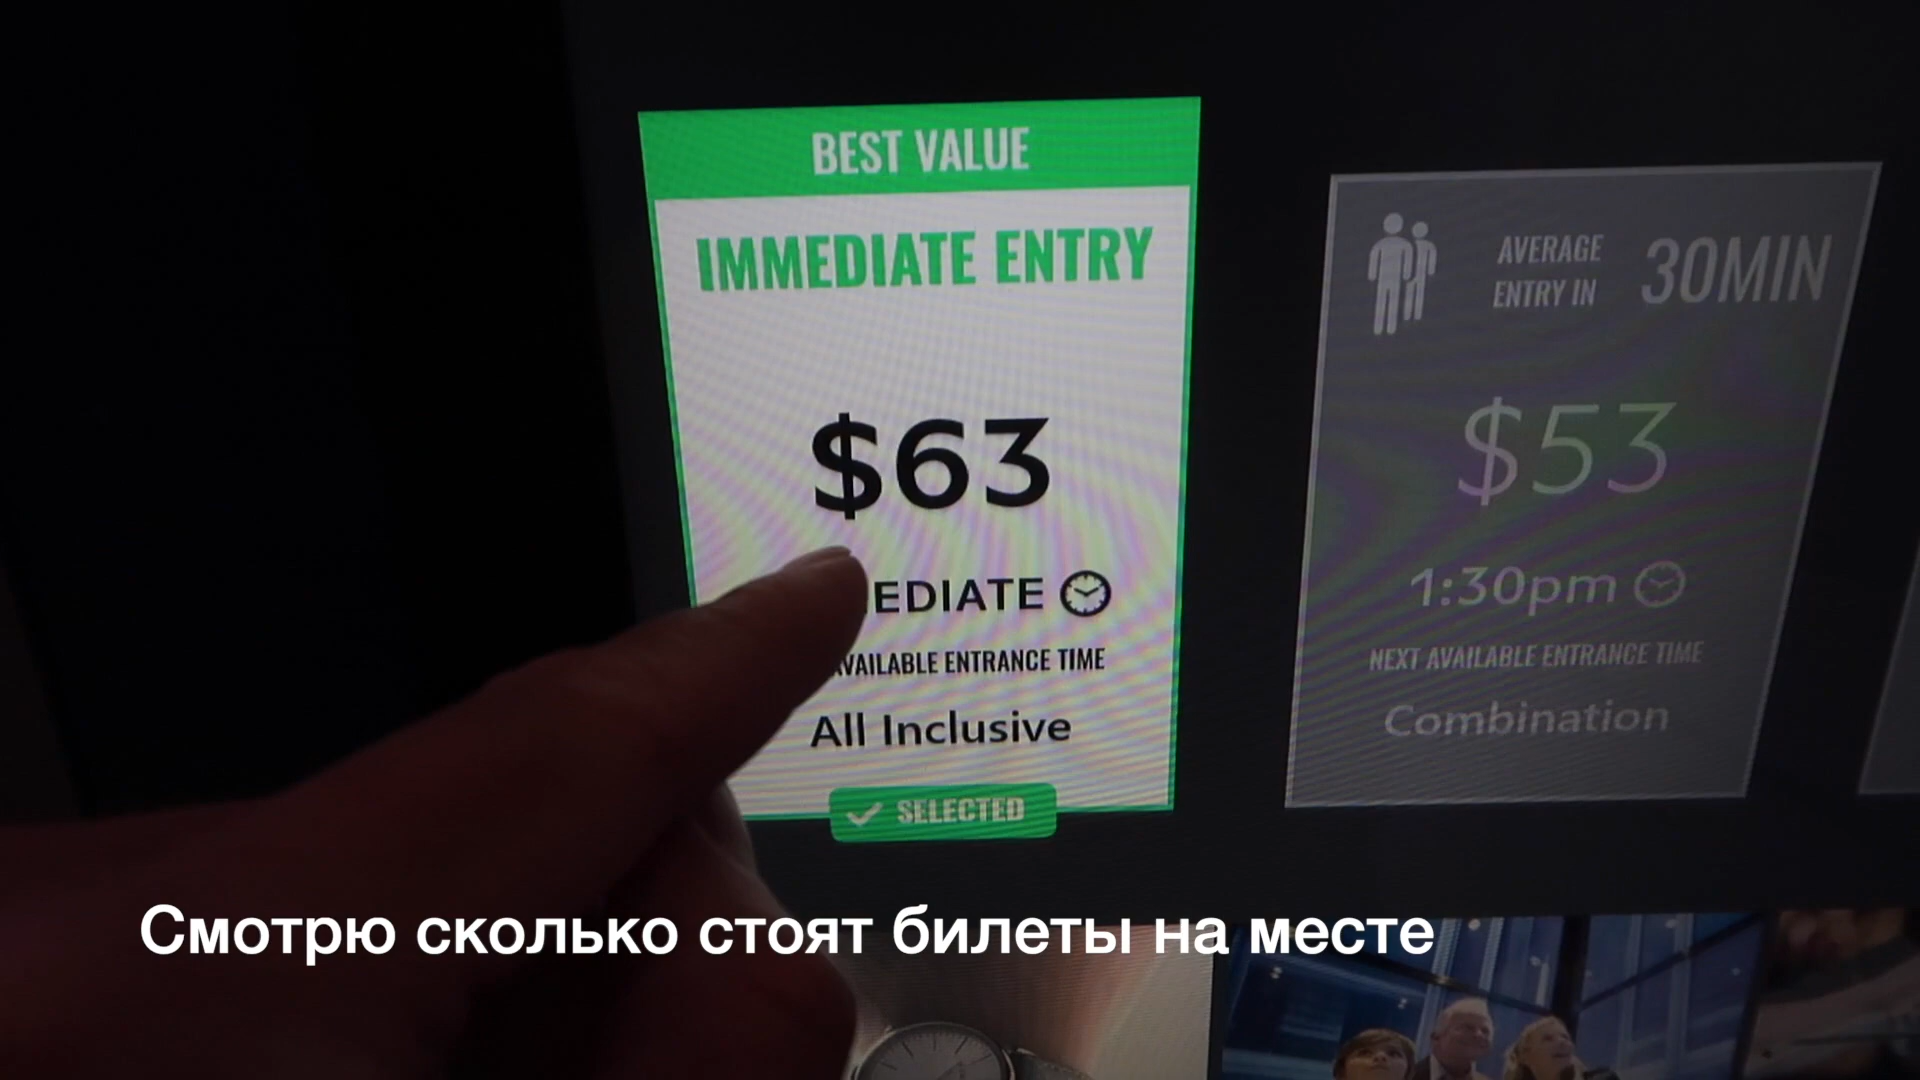 BEST VALUE
IMMEDIATE ENTRY
$63
EDIATE
AVAILABLE ENTRANCE TIME
All Inclusive
SELECTED
AVERAGE
ENTRY IN
30MIN
$53
1:30pm
NEXT AVAILABLE ENTRANCE TIME
Combination
Смотрю сколько стоят билеты на месте